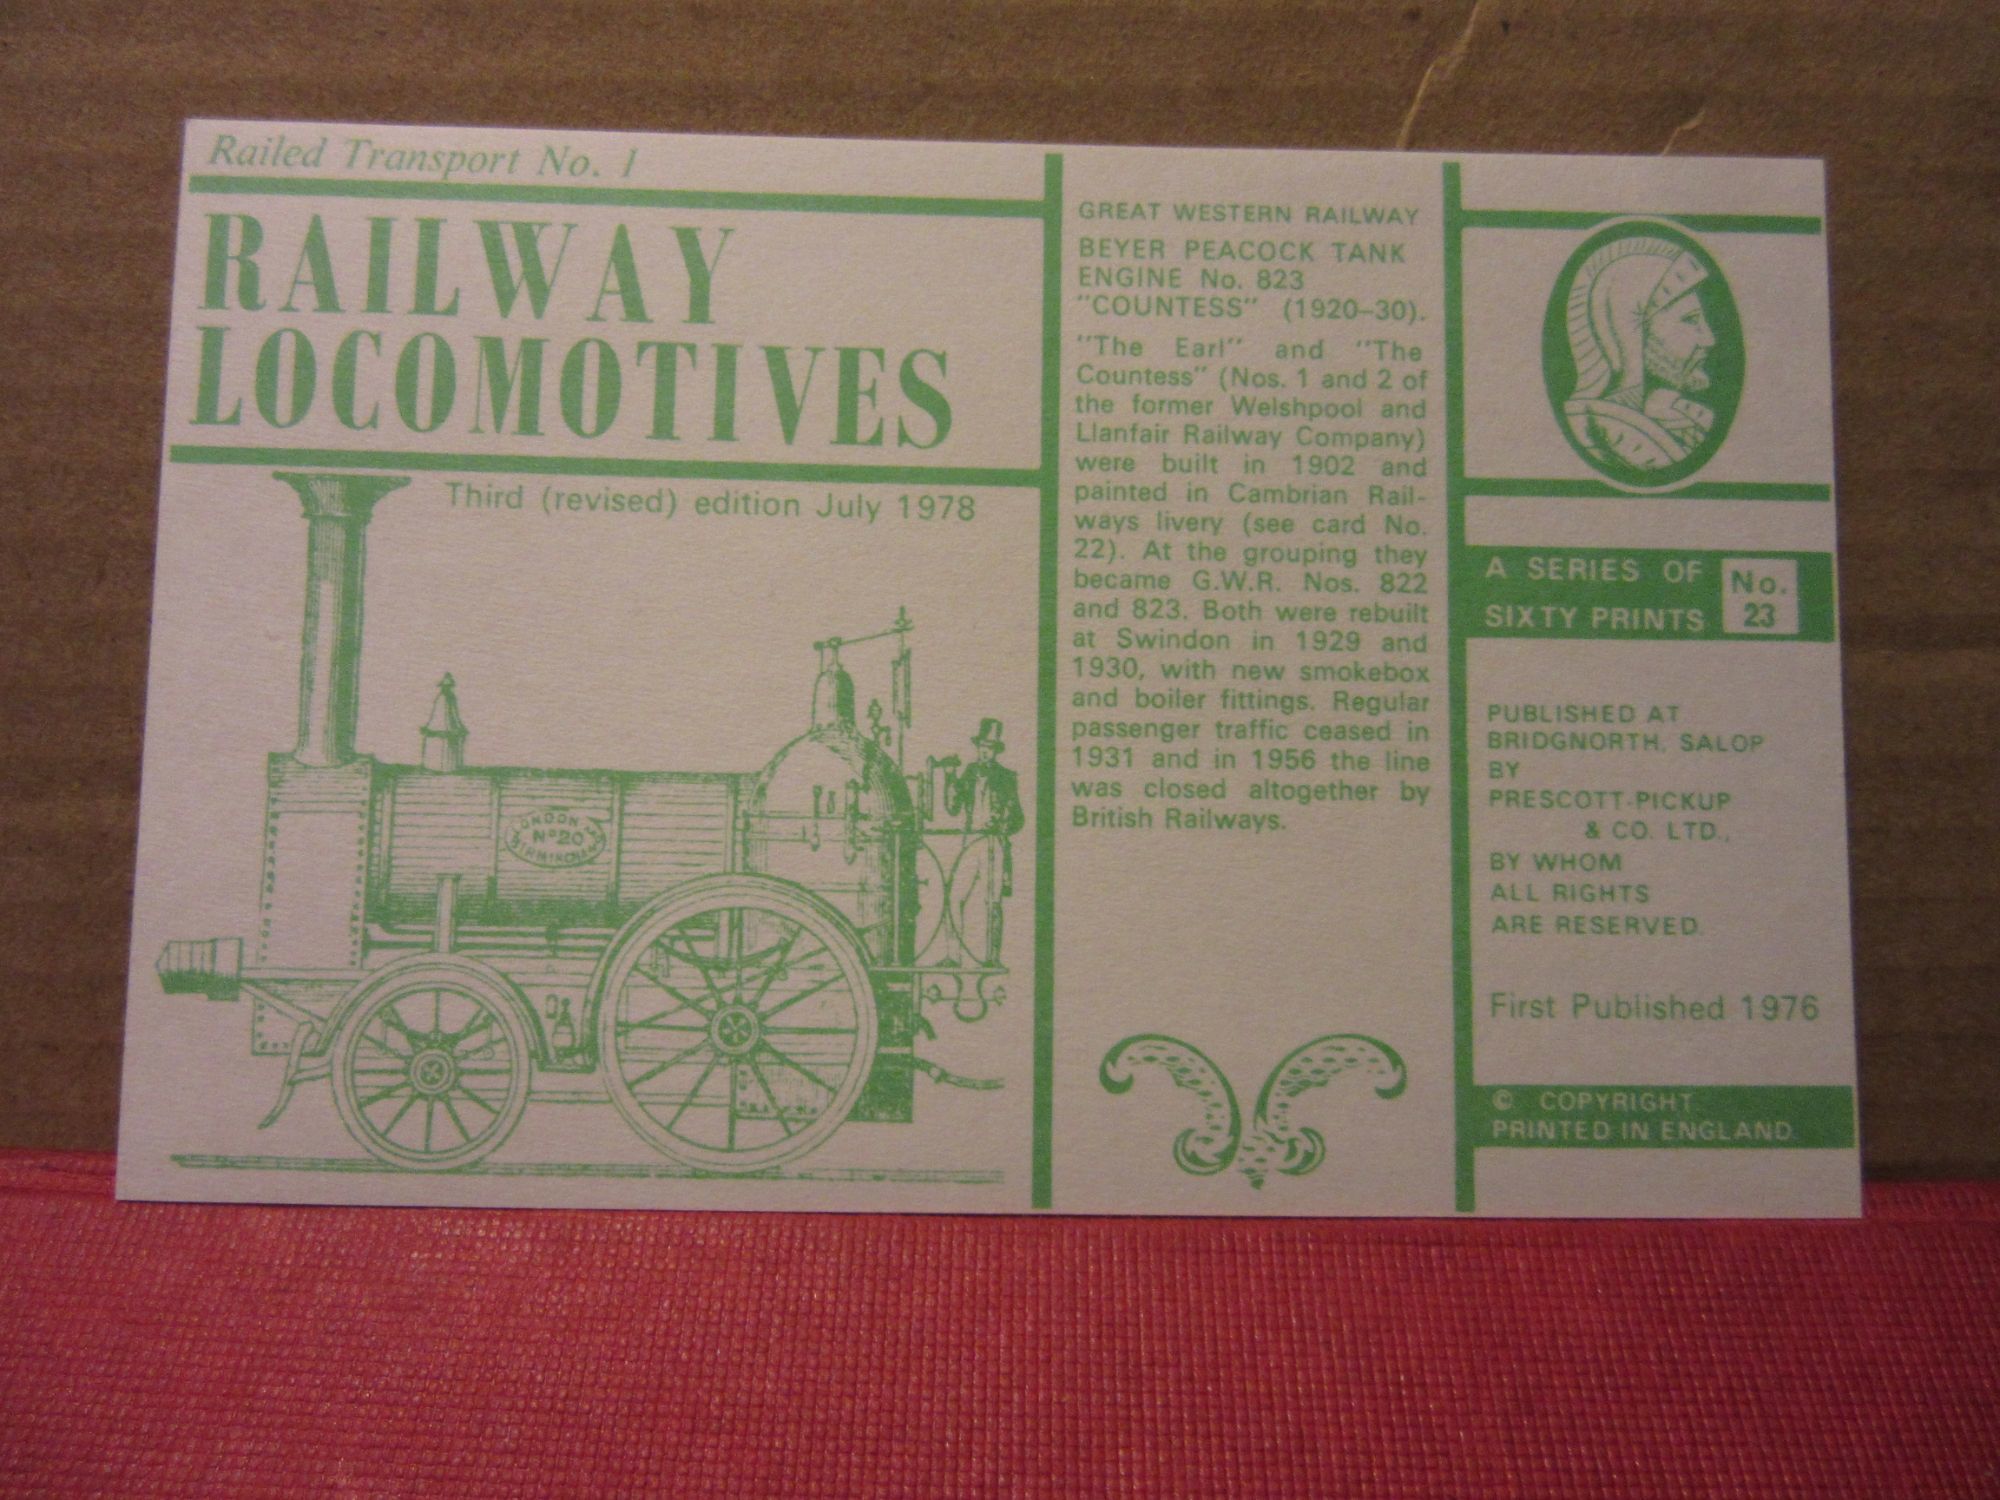 Railed Transport No. 1
RAILWAY
LOCOMOTIVES
Third (revised) edition July 1978
LONDON &
No 20
BIRMINGHAM
GREAT WESTERN RAILWAY
BEYER PEACOCK TANK
ENGINE No. 823
"COUNTESS" (1920–30).
"The Earl" and "The
Countess" (Nos. 1 and 2 of
the former Welshpool and
Llanfair Railway Company)
were built in 1902 and
painted in Cambrian Rail-
ways livery (see card No.
22). At the grouping they
became G.W.R. Nos. 822
and 823. Both were rebuilt
at Swindon in 1929 and
1930, with new smokebox
and boiler fittings. Regular
passenger traffic ceased in
1931 and in 1956 the line
was closed altogether by
British Railways.
A SERIES OF
SIXTY PRINTS
No.
23
PUBLISHED AT
BRIDGNORTH, SALOP
BY
PRESCOTT-PICKUP
& CO. LTD.,
BY WHOM
ALL RIGHTS
ARE RESERVED.
First Published 1976
© COPYRIGHT.
PRINTED IN ENGLAND.